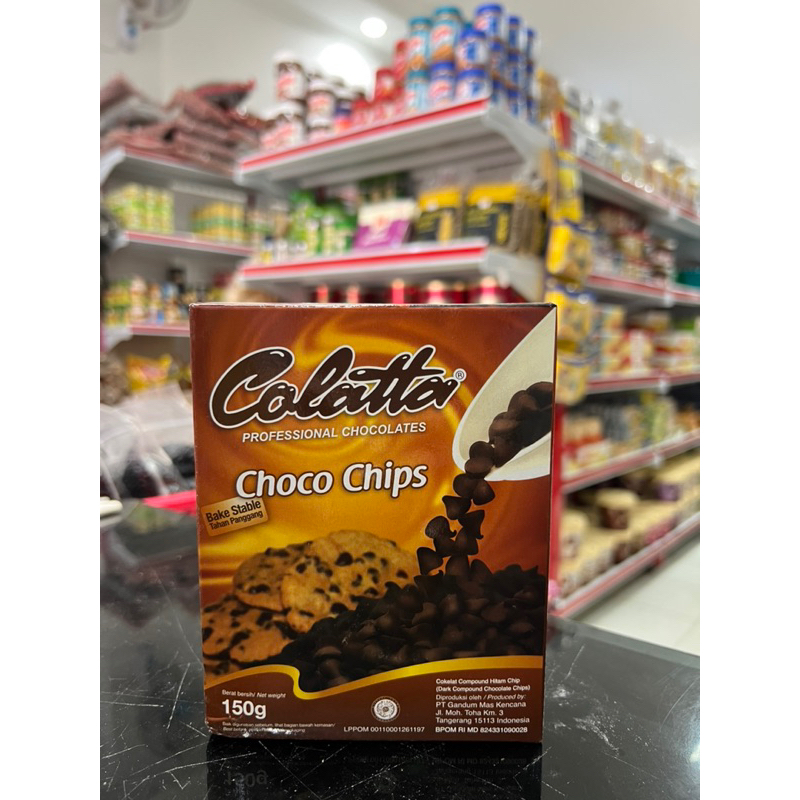 Colatta®
PROFESSIONAL CHOCOLATES
Choco Chips
Bake Stable
Tahan Panggang
Berat bersih/ Net weight
150g
LPPOM 00110001261197
Cokelat Compound Hitam Chip
(Dark Compound Chocolate Chips)
Diproduksi oleh / Produced by:
PT Gandum Mas Kencana
Jl. Moh. Toha Km. 3
Tangerang 15113 Indonesia
BPOM RI MD 824331090028